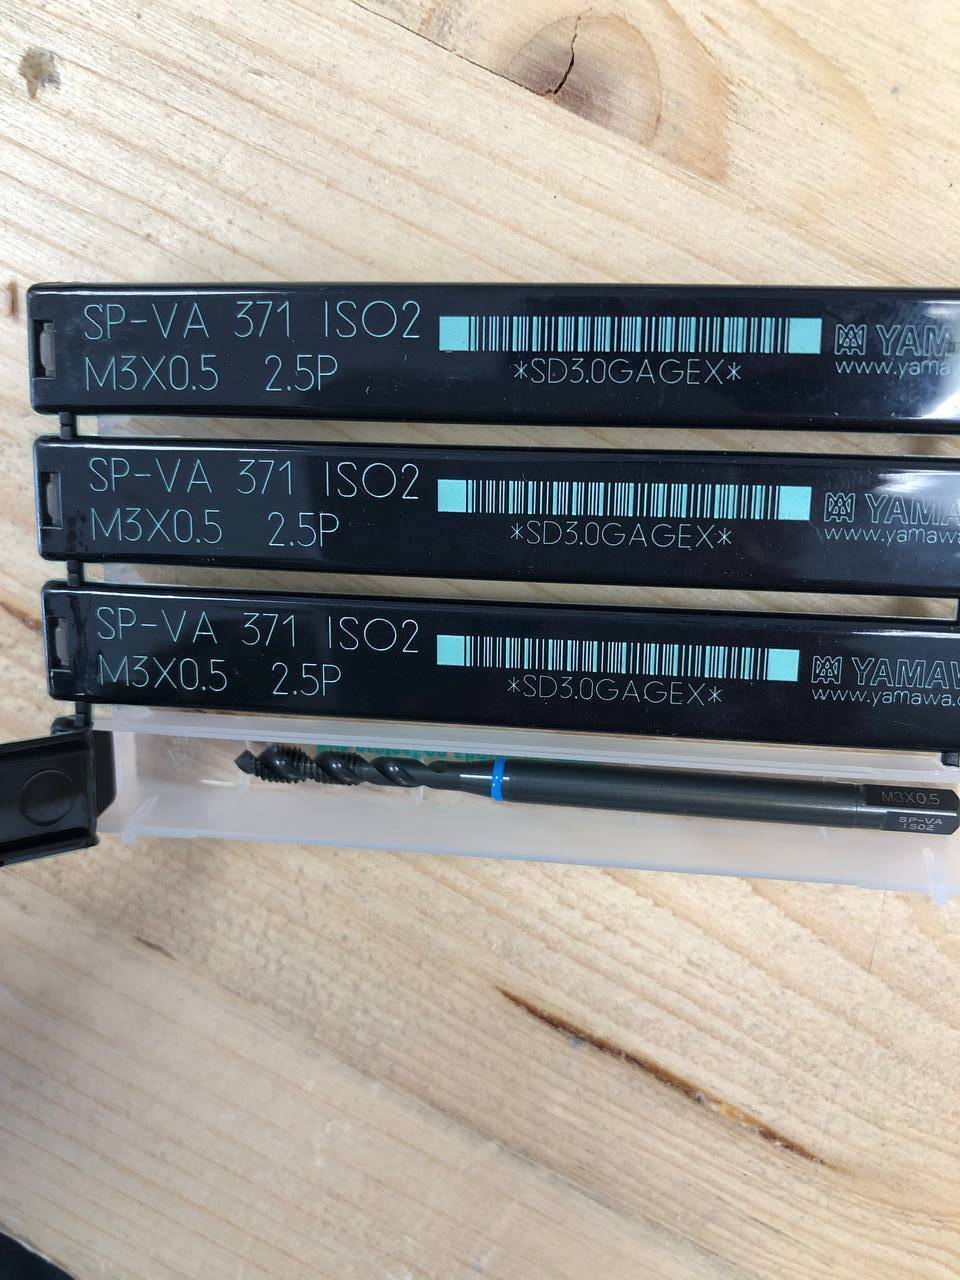 SP-VA 371 ISO2
M3X0.5 2.5P
*SD3.0GAGEX*
YAM
www.yama
SP-VA 371 ISO2
M3X0.5 2.5P
*SD3.0GAGEX*
YAMA
www.yamawa
SP-VA 371 ISO2
M3X0.5 2.5P
*SD3.0GAGEX*
YAMAW
www.yamawa.
M3X0.5
SP-VA
ISO2